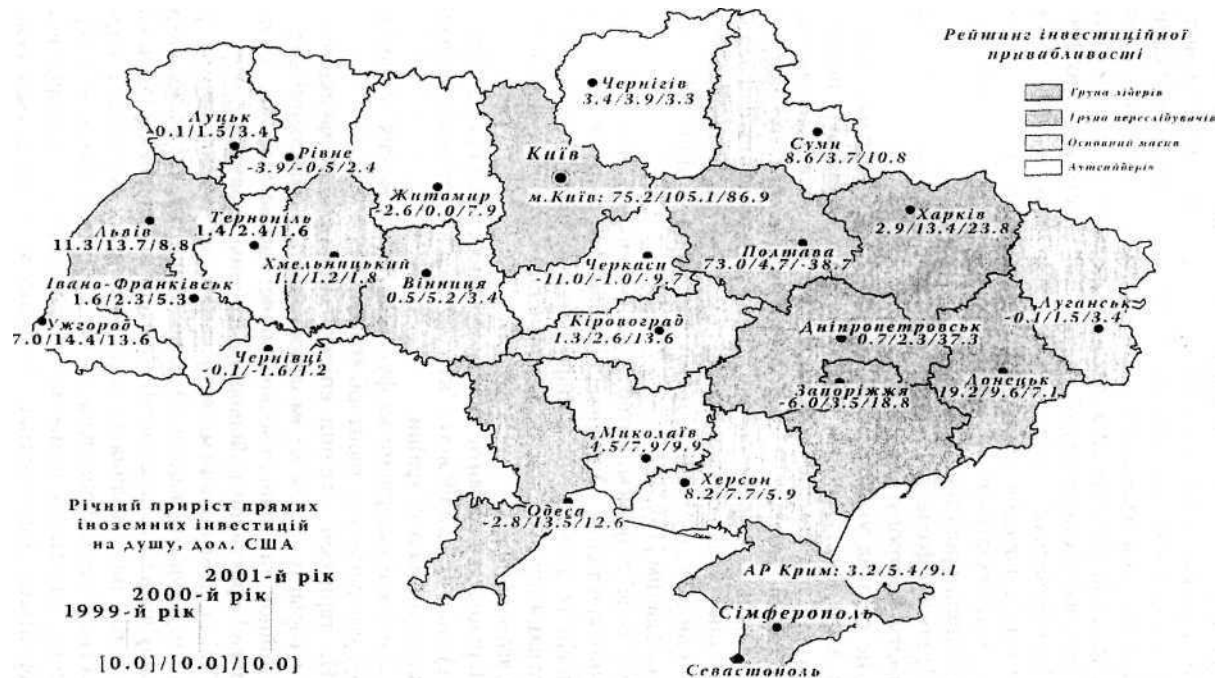 Рейтинг інвестиційної
привабливості
Група лідерів
Група переслідувачів
Основний масив
Аутсайдери
Чернігів
3.4/3.9/3.3
Суми
8.6/3.7/10.8
Луцьк
-0.1/1.5/3.4
Рівне
-3.9/-0.5/2.4
Київ
м.Київ: 75.2/105.1/86.9
Житомир
2.6/0.0/7.9
Харків
2.9/13.4/23.8
Львів
11.3/13.7/8.8
Тернопіль
1.4/2.4/1.6
Хмельницький
1.1/1.2/1.8
Вінниця
0.5/5.2/3.4
Черкаси
-11.0/-1.0/-9.7
Полтава
73.0/4.7/-38.7
Івано-Франківськ
1.6/2.3/5.3
Ужгород
7.0/14.4/13.6
Чернівці
-0.1/-1.6/1.2
Кіровоград
1.3/2.6/13.6
Дніпропетровськ
0.7/2.3/37.3
Луганськ
-0.1/1.5/3.4
Запоріжжя
-6.0/3.5/18.8
Донецьк
19.2/9.6/7.1
Миколаїв
4.5/7.9/9.9
Херсон
8.2/7.7/5.9
Одеса
-2.8/13.5/12.6
АР Крим: 3.2/5.4/9.1
Сімферополь
Севастополь
Річний приріст прямих
іноземних інвестицій
на душу, дол. США
2001-й рік
2000-й рік
1999-й рік
[0.0]/[0.0]/[0.0]